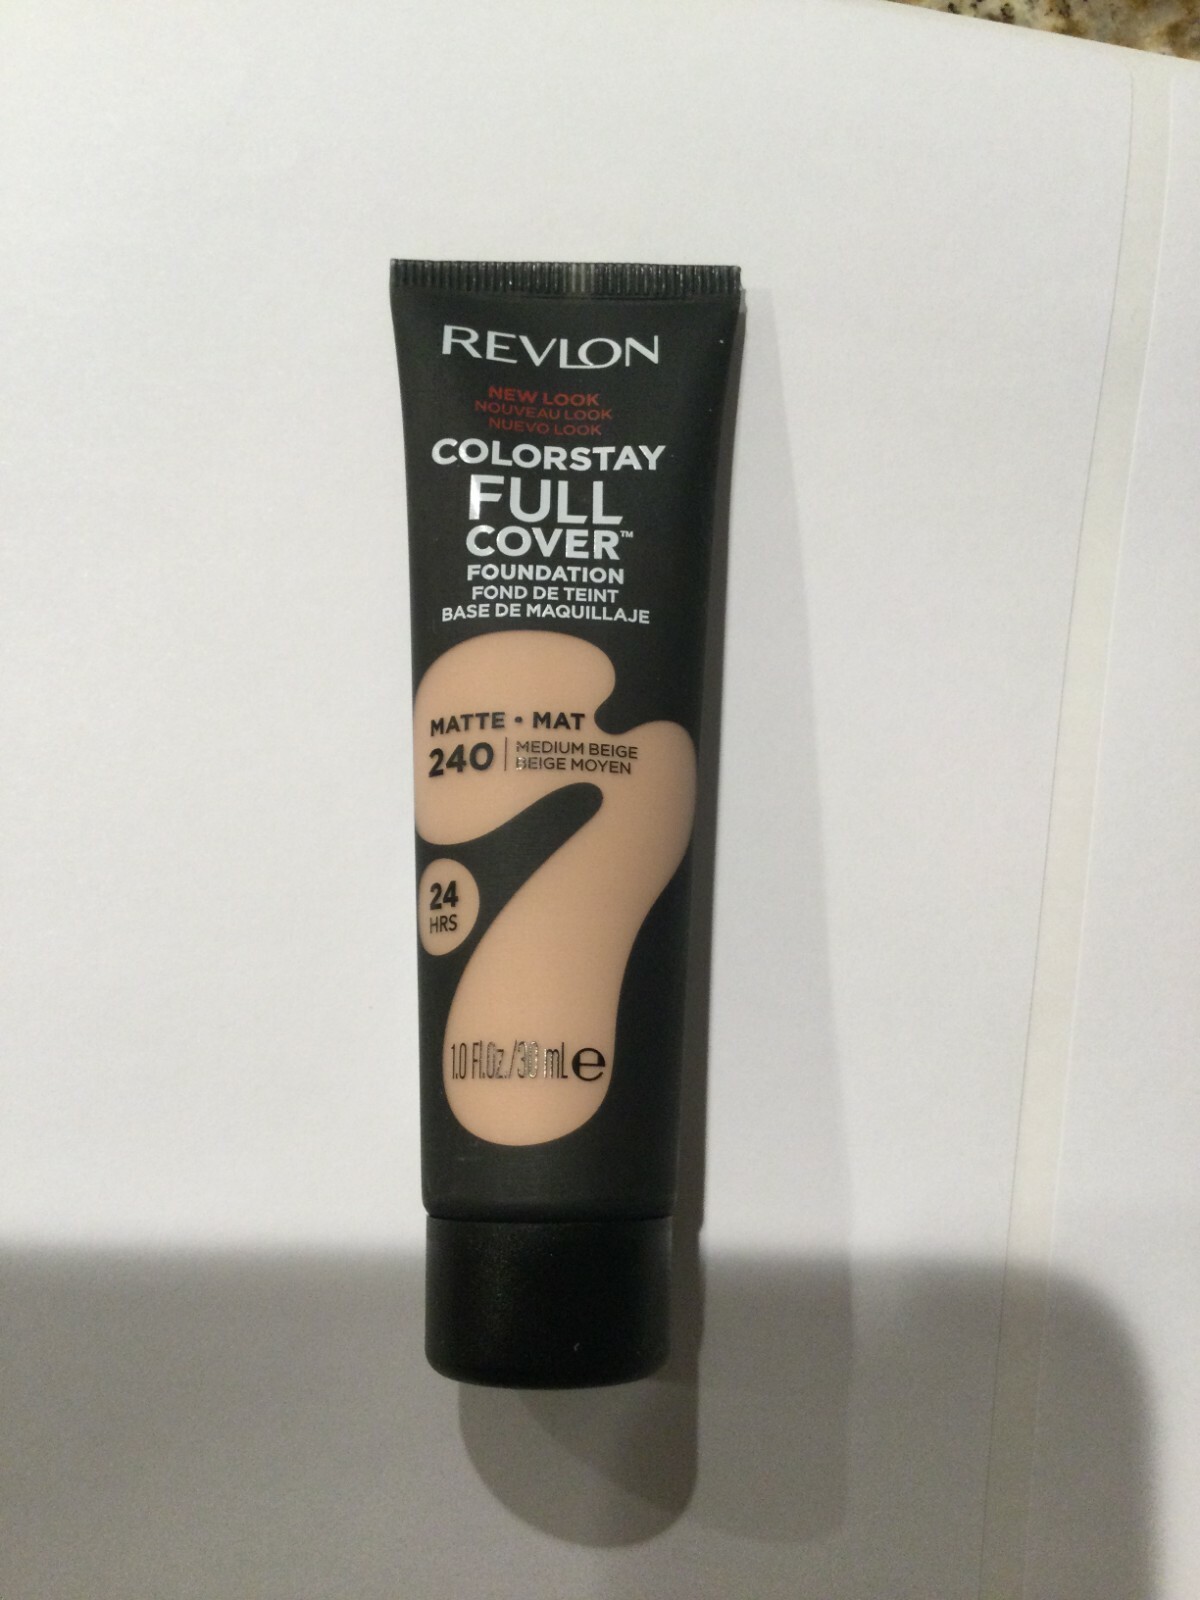 REVLON
NEW LOOK
NOUVEAU LOOK
NUEVO LOOK
COLORSTAY
FULL
COVER™
FOUNDATION
FOND DE TEINT
BASE DE MAQUILLAJE
MATTE • MAT
240 | MEDIUM BEIGE
BEIGE MOYEN
24
HRS
1.0 Fl.Oz./30 mL e